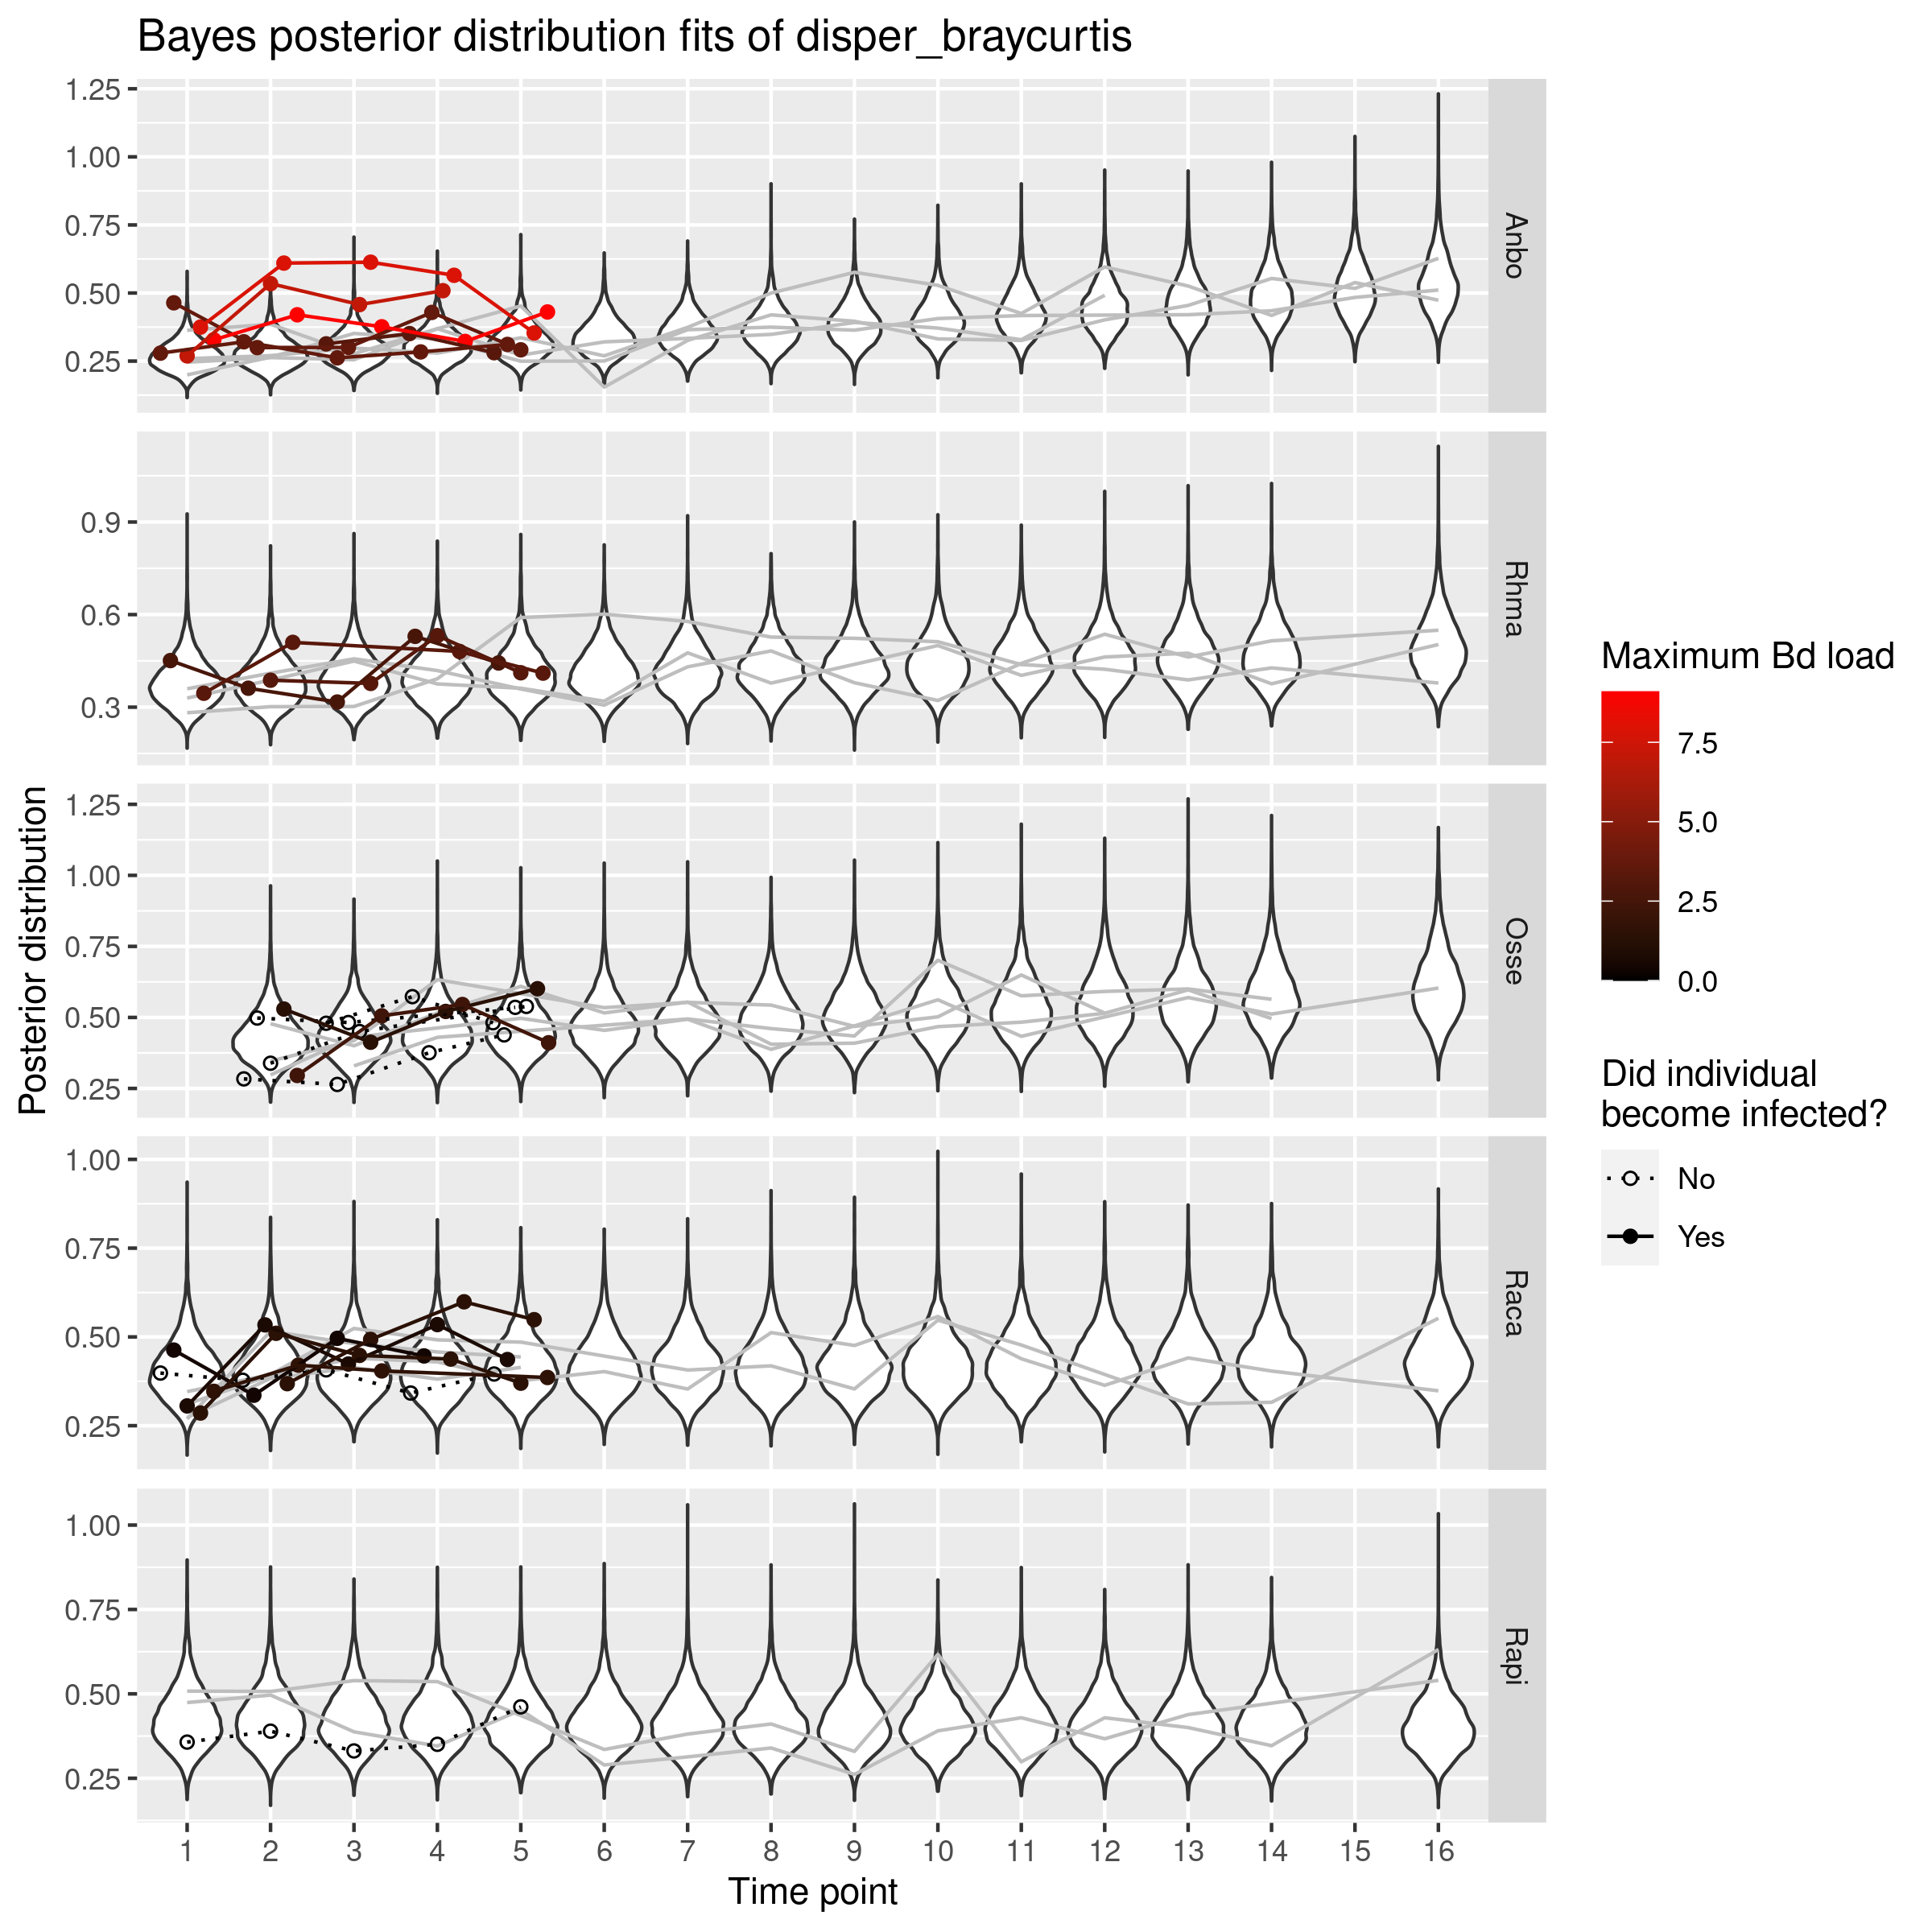 Bayes posterior distribution fits of disper_braycurtis
Posterior distribution
1.25
1.00
0.75
0.50
0.25
Anbo
0.9
0.6
0.3
Rhma
1.25
1.00
0.75
0.50
0.25
Osse
1.00
0.75
0.50
0.25
Raca
1.00
0.75
0.50
0.25
Rapi
1 2 3 4 5 6 7 8 9 10 11 12 13 14 15 16
Time point
Maximum Bd load
7.5
5.0
2.5
0.0
Did individual
become infected?
No
Yes